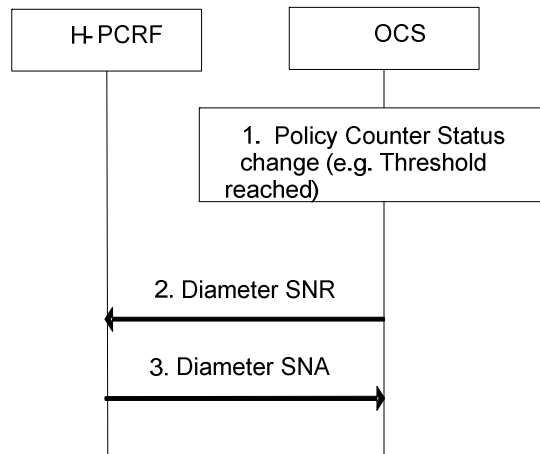 H-PCRF
OCS
1. Policy Counter Status
change (e.g. Threshold
reached)
2. Diameter SNR
3. Diameter SNA